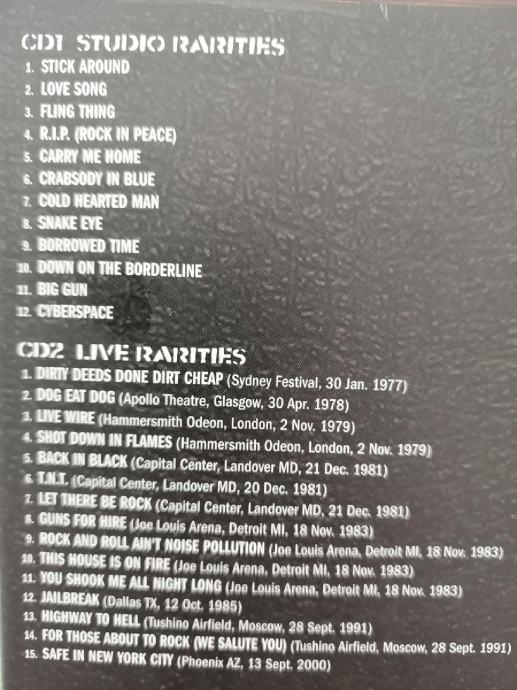 CD1 STUDIO RARITIES
1. STICK AROUND
2. LOVE SONG
3. FLING THING
4. R.I.P. (ROCK IN PEACE)
5. CARRY ME HOME
6. CRABSODY IN BLUE
7. COLD HEARTED MAN
8. SNAKE EYE
9. BORROWED TIME
10. DOWN ON THE BORDERLINE
11. BIG GUN
12. CYBERSPACE
CD2 LIVE RARITIES
1. DIRTY DEEDS DONE DIRT CHEAP (Sydney Festival, 30 Jan. 1977)
2. DOG EAT DOG (Apollo Theatre, Glasgow, 30 Apr. 1978)
3. LIVE WIRE (Hammersmith Odeon, London, 2 Nov. 1979)
4. SHOT DOWN IN FLAMES (Hammersmith Odeon, London, 2 Nov. 1979)
5. BACK IN BLACK (Capital Center, Landover MD, 21 Dec. 1981)
6. T.N.T. (Capital Center, Landover MD, 20 Dec. 1981)
7. LET THERE BE ROCK (Capital Center, Landover MD, 21 Dec. 1981)
8. GUNS FOR HIRE (Joe Louis Arena, Detroit MI, 18 Nov. 1983)
9. ROCK AND ROLL AIN'T NOISE POLLUTION (Joe Louis Arena, Detroit MI, 18 Nov. 1983)
10. THIS HOUSE IS ON FIRE (Joe Louis Arena, Detroit MI, 18 Nov. 1983)
11. YOU SHOOK ME ALL NIGHT LONG (Joe Louis Arena, Detroit MI, 18 Nov. 1983)
12. JAILBREAK (Dallas TX, 12 Oct. 1985)
13. HIGHWAY TO HELL (Tushino Airfield, Moscow, 28 Sept. 1991)
14. FOR THOSE ABOUT TO ROCK (WE SALUTE YOU) (Tushino Airfield, Moscow, 28 Sept. 1991)
15. SAFE IN NEW YORK CITY (Phoenix AZ, 13 Sept. 2000)